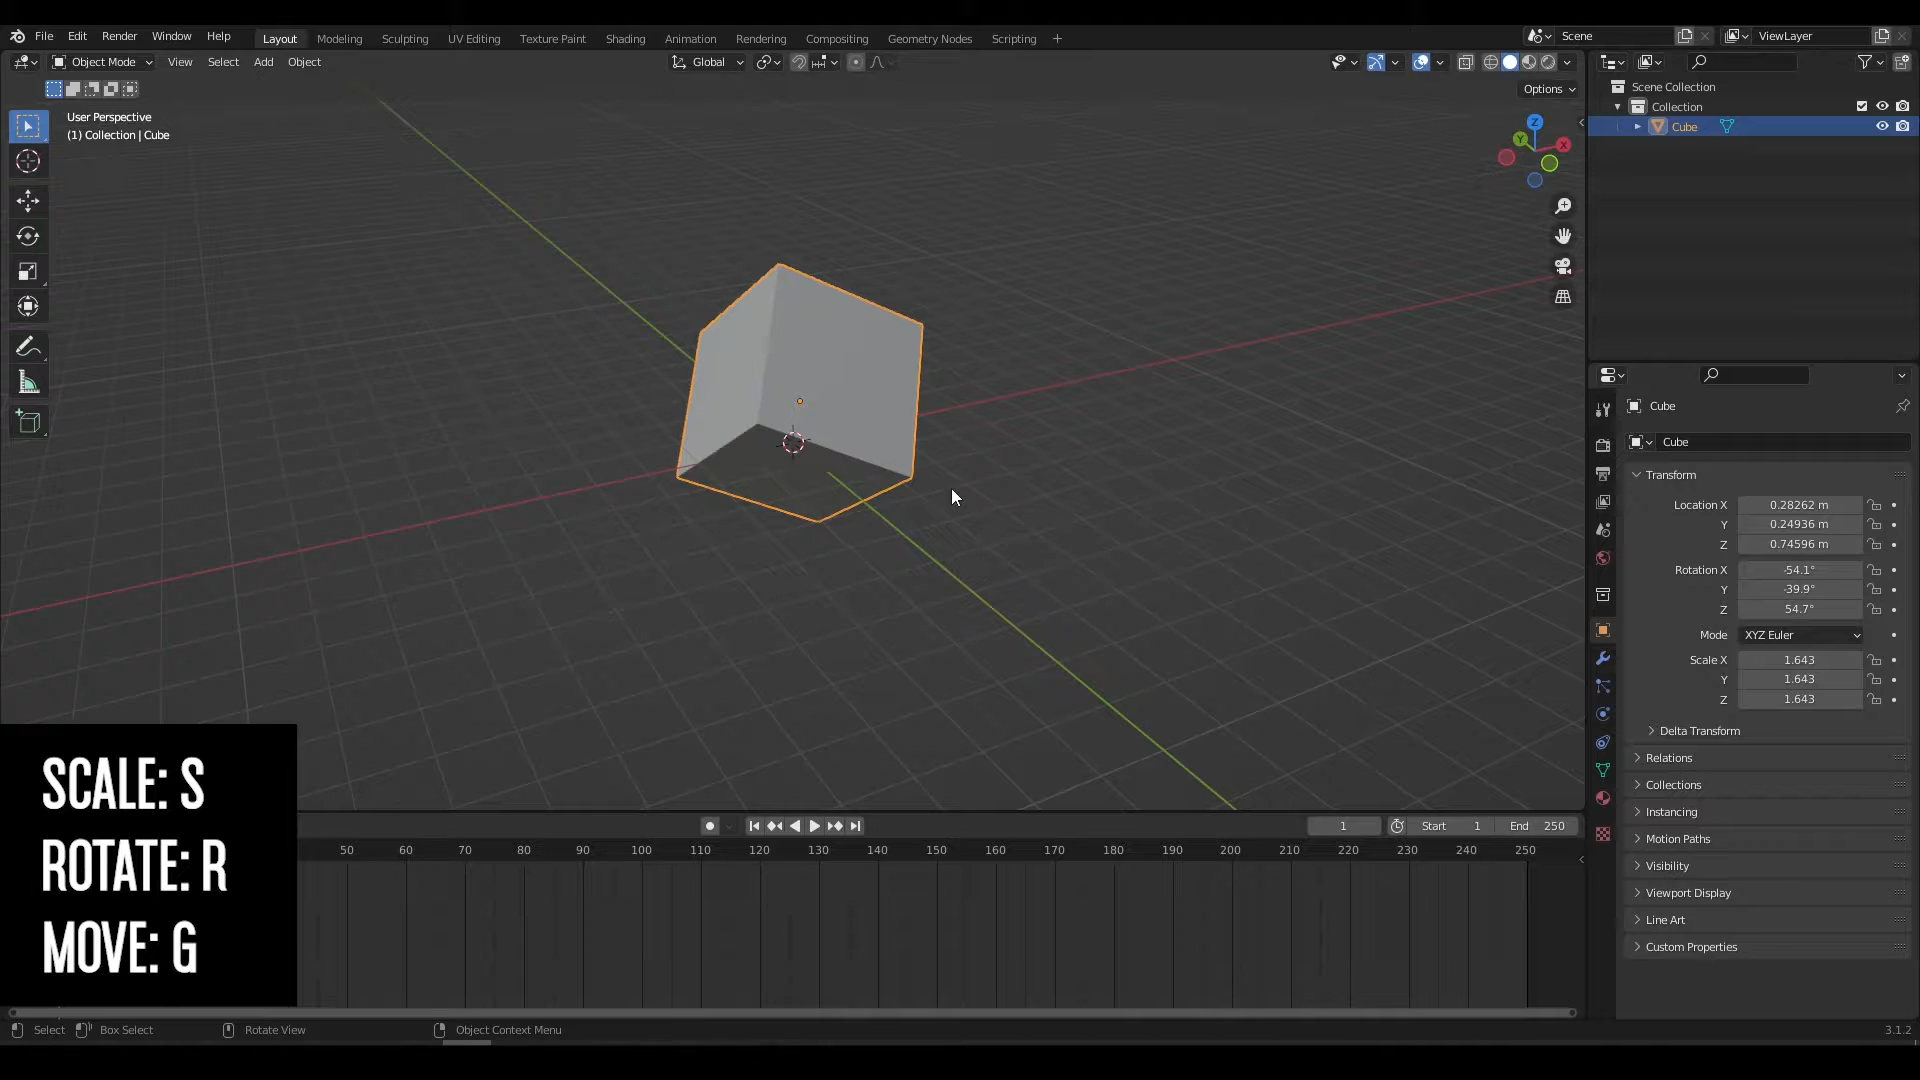 File Edit Render Window Help Layout Modeling Sculpting UV Editing Texture Paint Shading Animation Rendering Compositing Geometry Nodes Scripting + Scene ViewLayer
Object Mode View Select Add Object Global
Options
User Perspective
(1) Collection | Cube
Z
Y
X
Scene Collection
Collection
Cube
Cube
Cube
Transform
Location X 0.28262 m
Y 0.24936 m
Z 0.74596 m
Rotation X -54.1°
Y -39.9°
Z 54.7°
Mode XYZ Euler
Scale X 1.643
Y 1.643
Z 1.643
Delta Transform
Relations
Collections
Instancing
Motion Paths
Visibility
Viewport Display
Line Art
Custom Properties
SCALE: S
ROTATE: R
MOVE: G
1 Start 1 End 250
50 60 70 80 90 100 110 120 130 140 150 160 170 180 190 200 210 220 230 240 250
Select Box Select Rotate View Object Context Menu 3.1.2